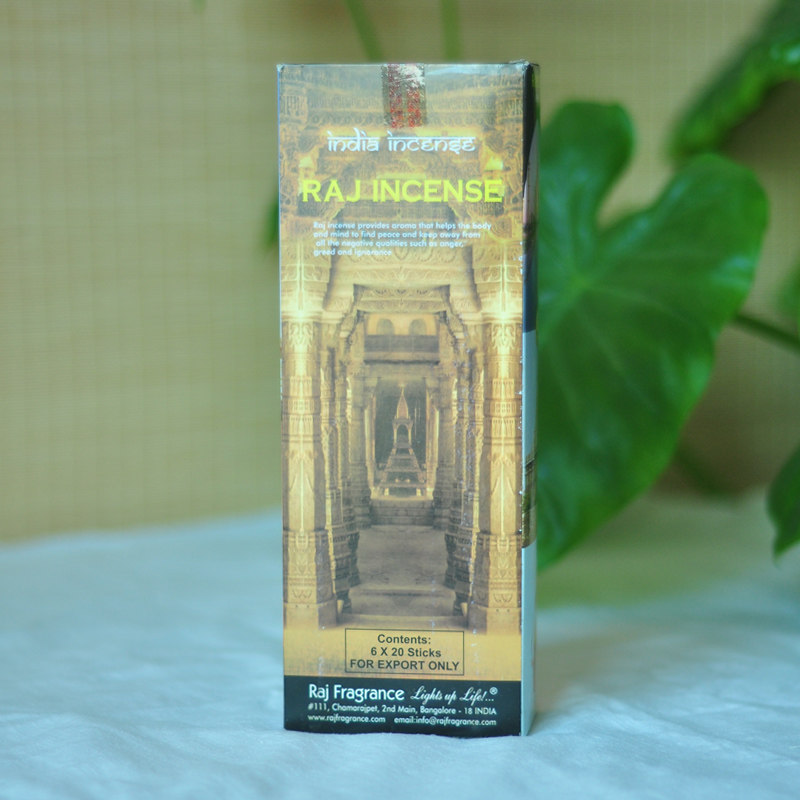 india incense
RAJ INCENSE
Raj incense provides aroma that helps the body
and mind to find peace and keep away from
all the negative qualities such as anger,
greed and ignorance
Contents:
6 X 20 Sticks
FOR EXPORT ONLY
Raj Fragrance Lights up Life!...®
#111, Chamarajpet, 2nd Main, Bangalore - 18 INDIA
www.rajfragrance.com email:info@rajfragrance.com